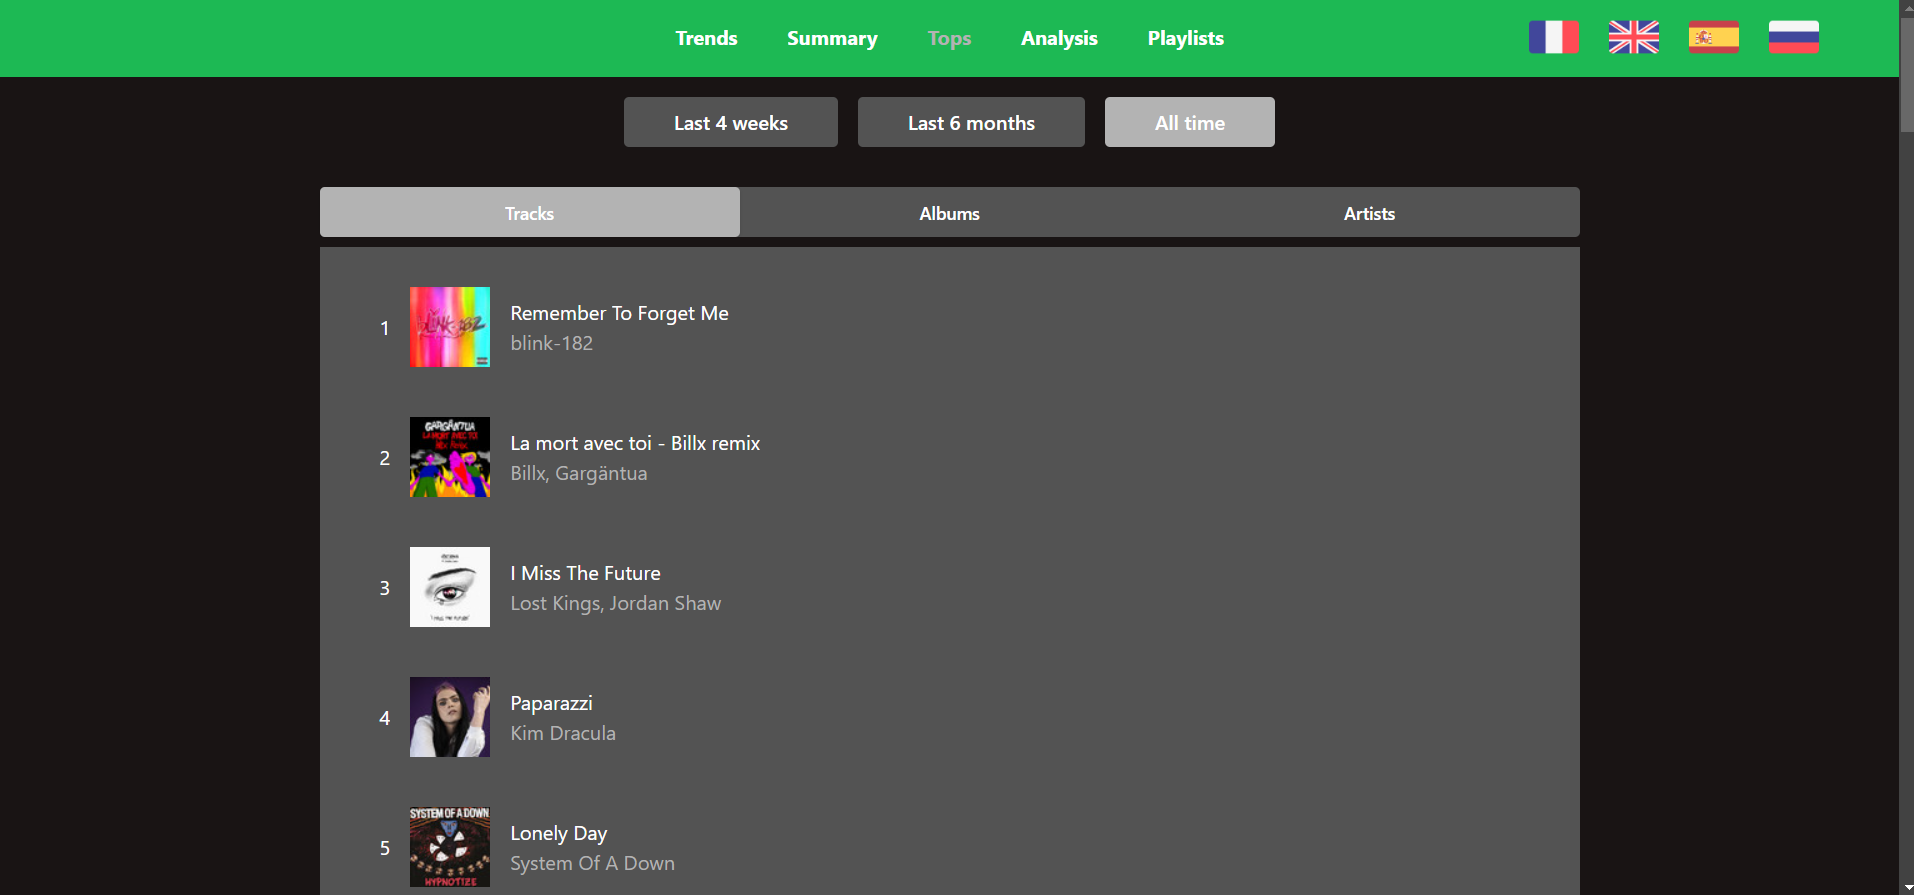 Trends Summary Tops Analysis Playlists
Last 4 weeks Last 6 months All time
Tracks Albums Artists
1
blink-182
Remember To Forget Me
blink-182
2
GARGÄNTUA
LA MORT AVEC TOI
Billx Remix
La mort avec toi - Billx remix
Billx, Gargäntua
3
I Miss The Future
Lost Kings, Jordan Shaw
4
Paparazzi
Kim Dracula
5
SYSTEM OF A DOWN
HYPNOTIZE
Lonely Day
System Of A Down